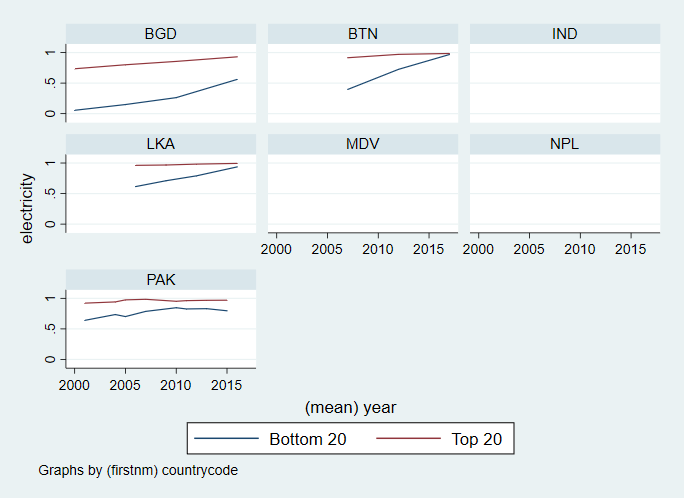 BGD BTN IND
1
.5
0
LKA MDV NPL
1
.5
0
2000 2005 2010 2015 2000 2005 2010 2015
PAK
1
.5
0
2000 2005 2010 2015
electricity
(mean) year
Bottom 20 Top 20
Graphs by (firstnm) countrycode